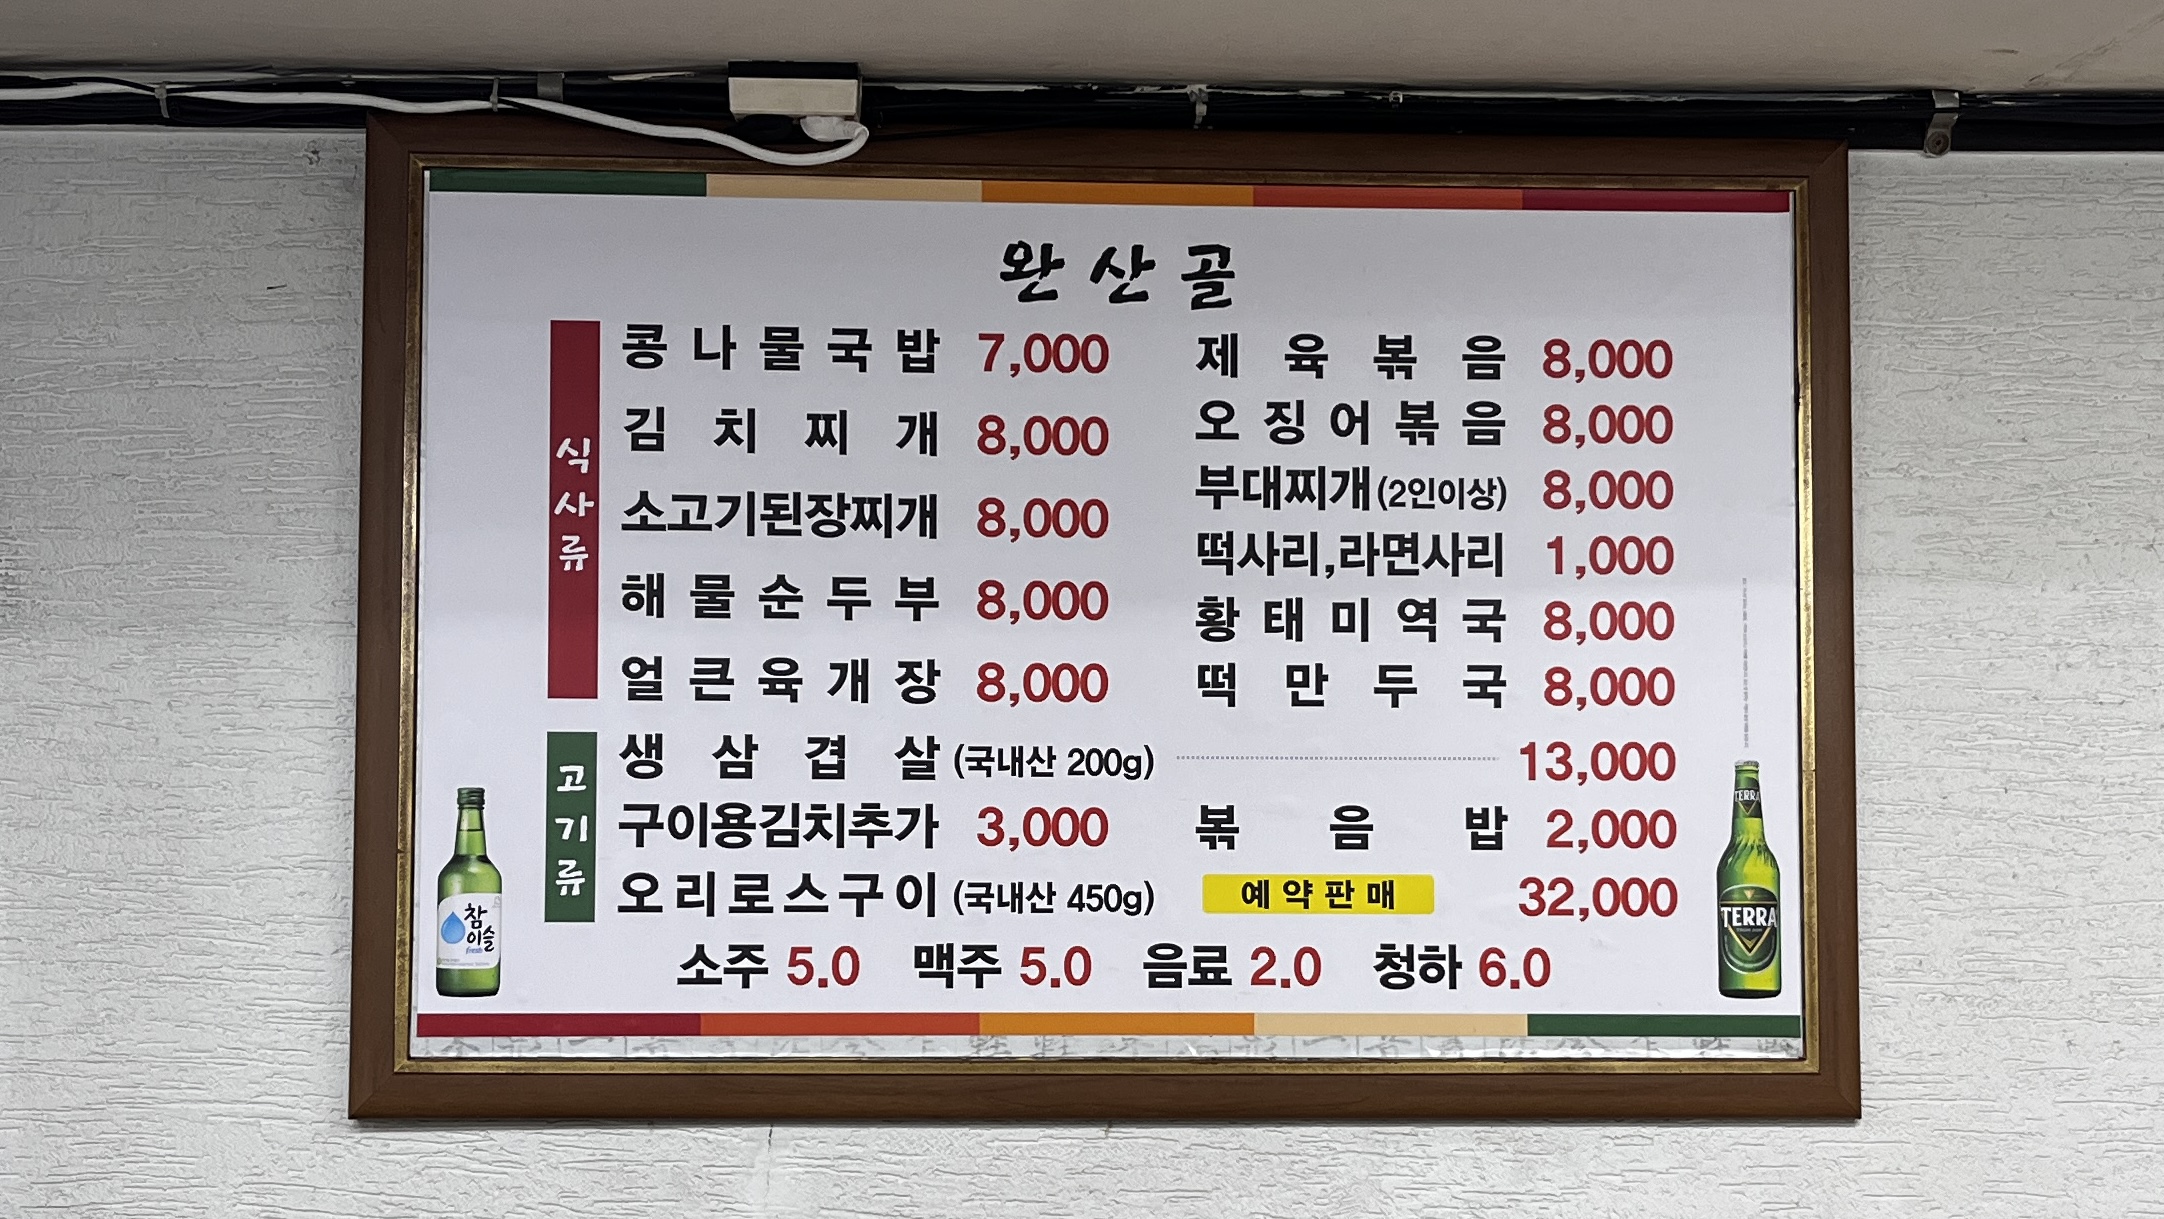 완산골
식사류
콩나물국밥 7,000
김치찌개 8,000
소고기된장찌개 8,000
해물순두부 8,000
얼큰육개장 8,000
제육볶음 8,000
오징어볶음 8,000
부대찌개(2인이상) 8,000
떡사리,라면사리 1,000
황태미역국 8,000
떡만두국 8,000
고기류
생삼겹살 (국내산 200g) 13,000
구이용김치추가 3,000 볶음밥 2,000
오리로스구이 (국내산 450g) 예약판매 32,000
소주 5.0 맥주 5.0 음료 2.0 청하 6.0
참이슬
fresh
TERRA
TERRA